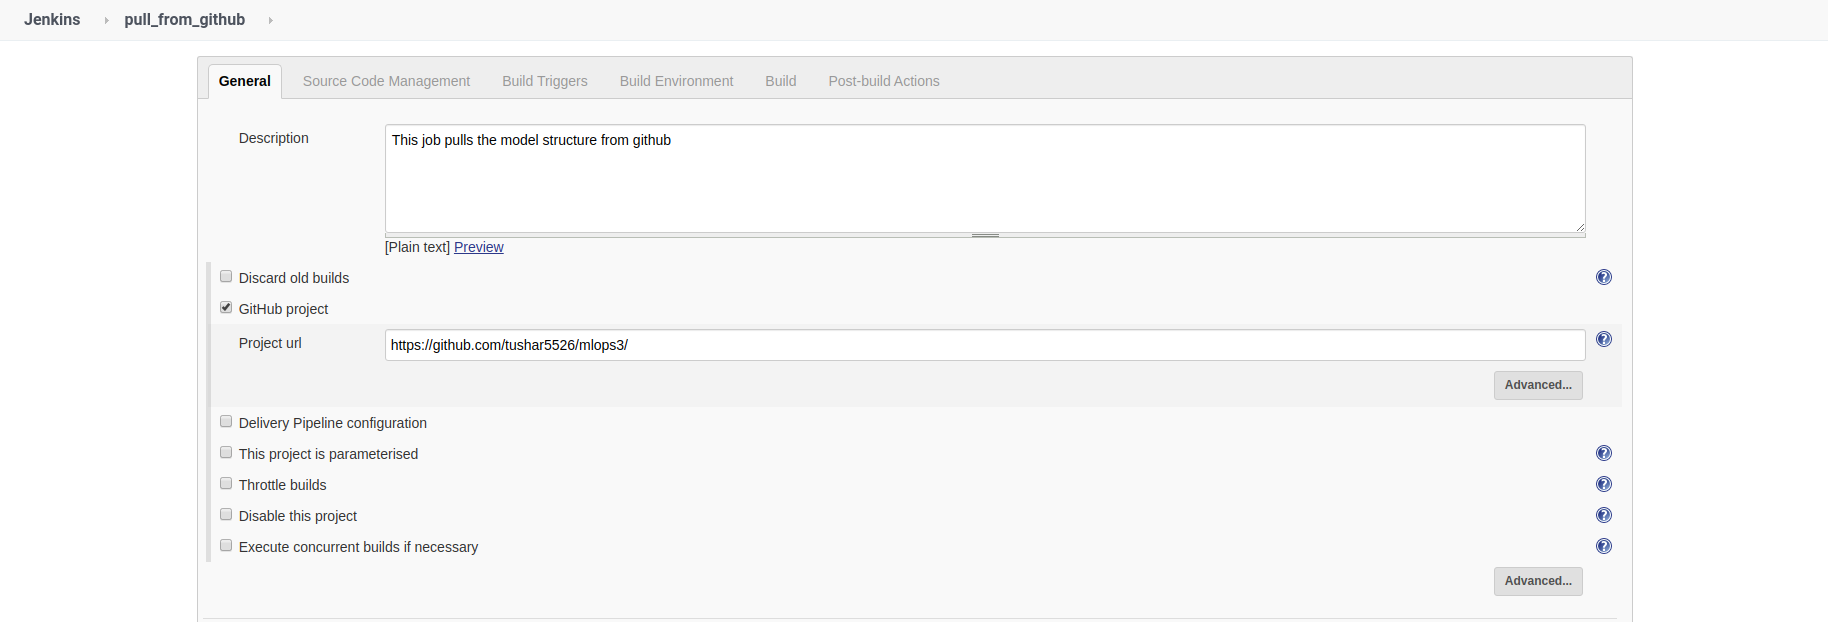 Jenkins pull_from_github
General Source Code Management Build Triggers Build Environment Build Post-build Actions
Description
This job pulls the model structure from github
[Plain text] Preview
Discard old builds
GitHub project
Project url
https://github.com/tushar5526/mlops3/
Advanced...
Delivery Pipeline configuration
This project is parameterised
Throttle builds
Disable this project
Execute concurrent builds if necessary
Advanced...